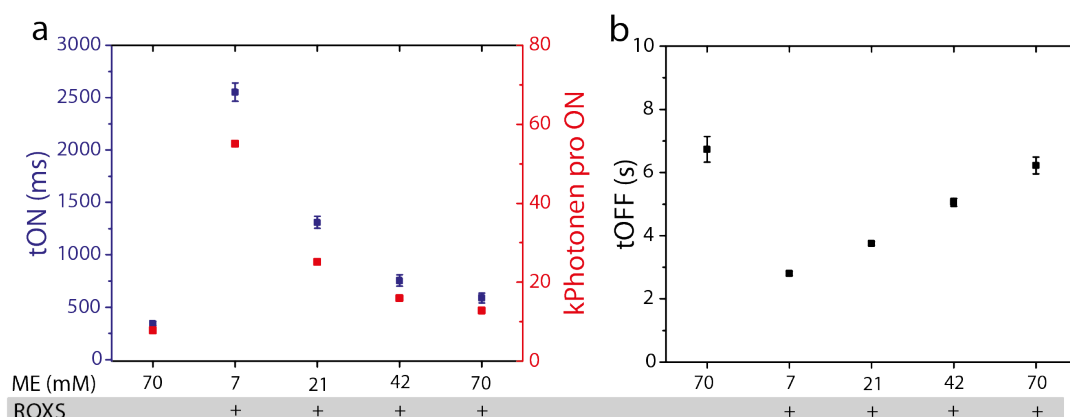 a
b
3000
2500
2000
1500
1000
500
0
tON (ms)
80
60
40
20
0
kPhotonen pro ON
10
8
6
4
2
0
tOFF (s)
ME (mM) 70 7 21 42 70 70 7 21 42 70
ROXS + + + + + + + +